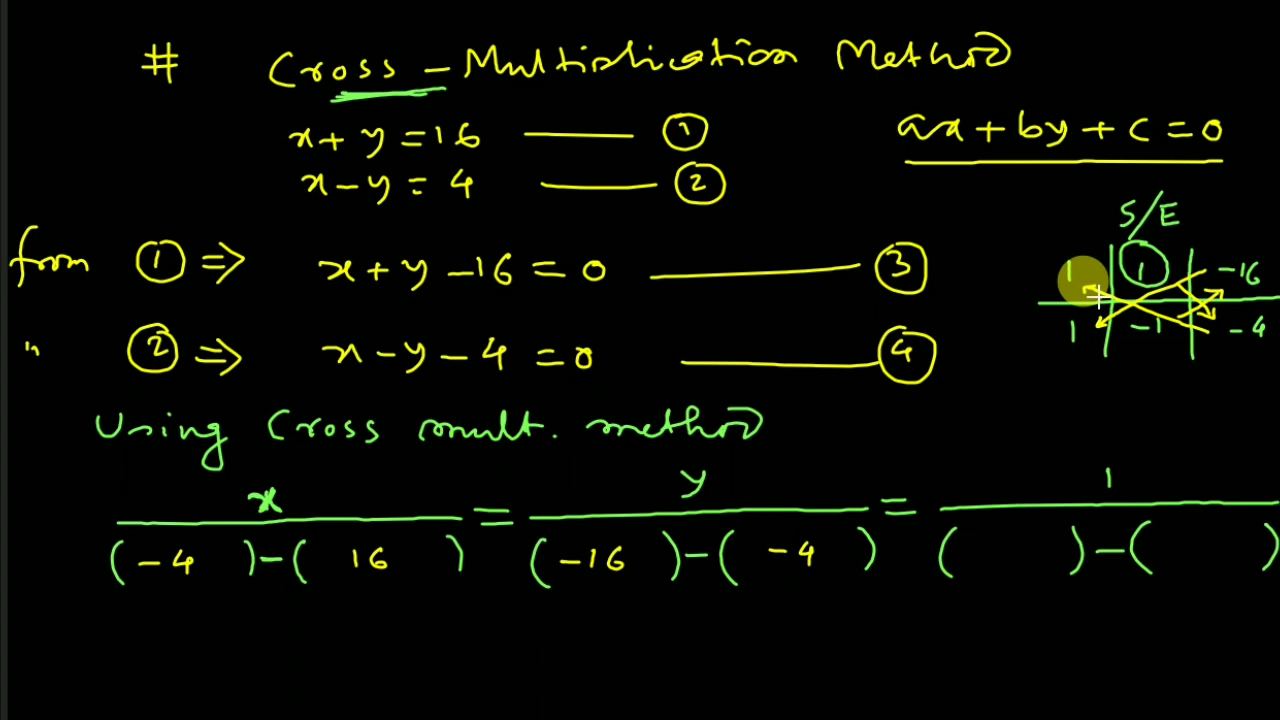 # Cross - Multiplication Method
x + y = 16 —— ①
ax + by + c = 0
x - y = 4 —— ②
S/E
from ① ⇒ x + y - 16 = 0 —— ③
1 | 1 | -16
1 | -1 | -4
" ② ⇒ x - y - 4 = 0 —— ④
Using Cross mult. method
x = y = 1
( -4 ) - ( 16 ) ( -16 ) - ( -4 ) ( ) - ( )